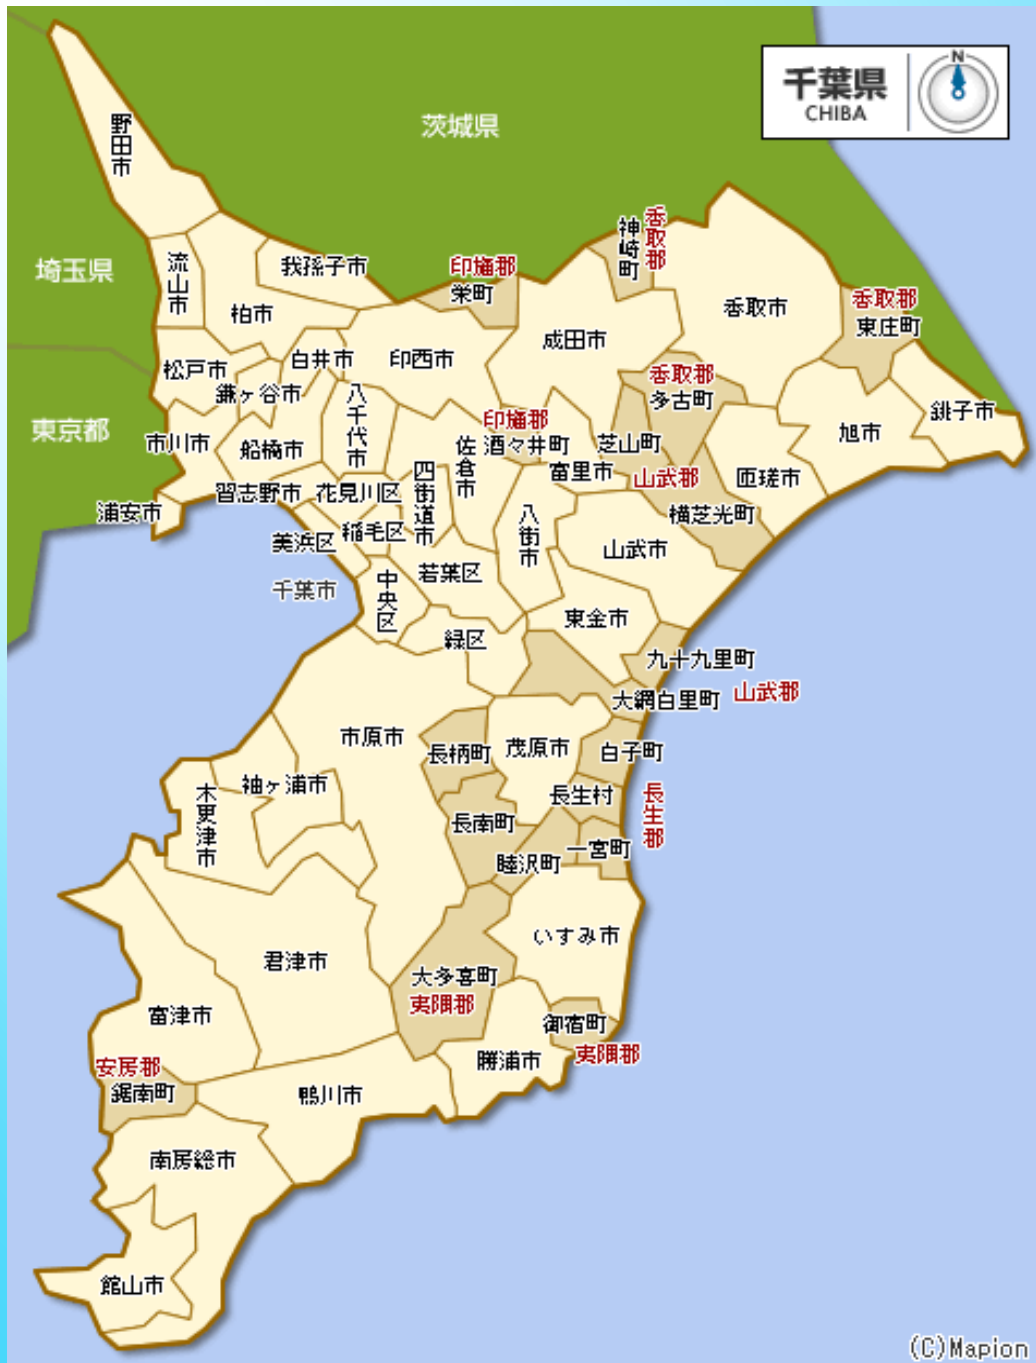 千葉県
CHIBA
N
茨城県
埼玉県
東京都
野田市
流山市
柏市
我孫子市
印旛郡
栄町
神崎町
香取郡
香取市
香取郡
東庄町
成田市
松戸市
鎌ヶ谷市
白井市
印西市
香取郡
多古町
銚子市
旭市
市川市
船橋市
八千代市
佐倉市
印旛郡
酒々井町
富里市
芝山町
山武郡
匝瑳市
横芝光町
浦安市
習志野市
花見川区
四街道市
八街市
山武市
美浜区
稲毛区
若葉区
千葉市
中央区
緑区
東金市
九十九里町
大網白里町
山武郡
市原市
長柄町
茂原市
白子町
袖ヶ浦市
木更津市
長南町
長生村
長生郡
睦沢町
一宮町
君津市
いすみ市
大多喜町
夷隅郡
富津市
御宿町
夷隅郡
勝浦市
安房郡
鋸南町
鴨川市
南房総市
館山市
(C)Mapion